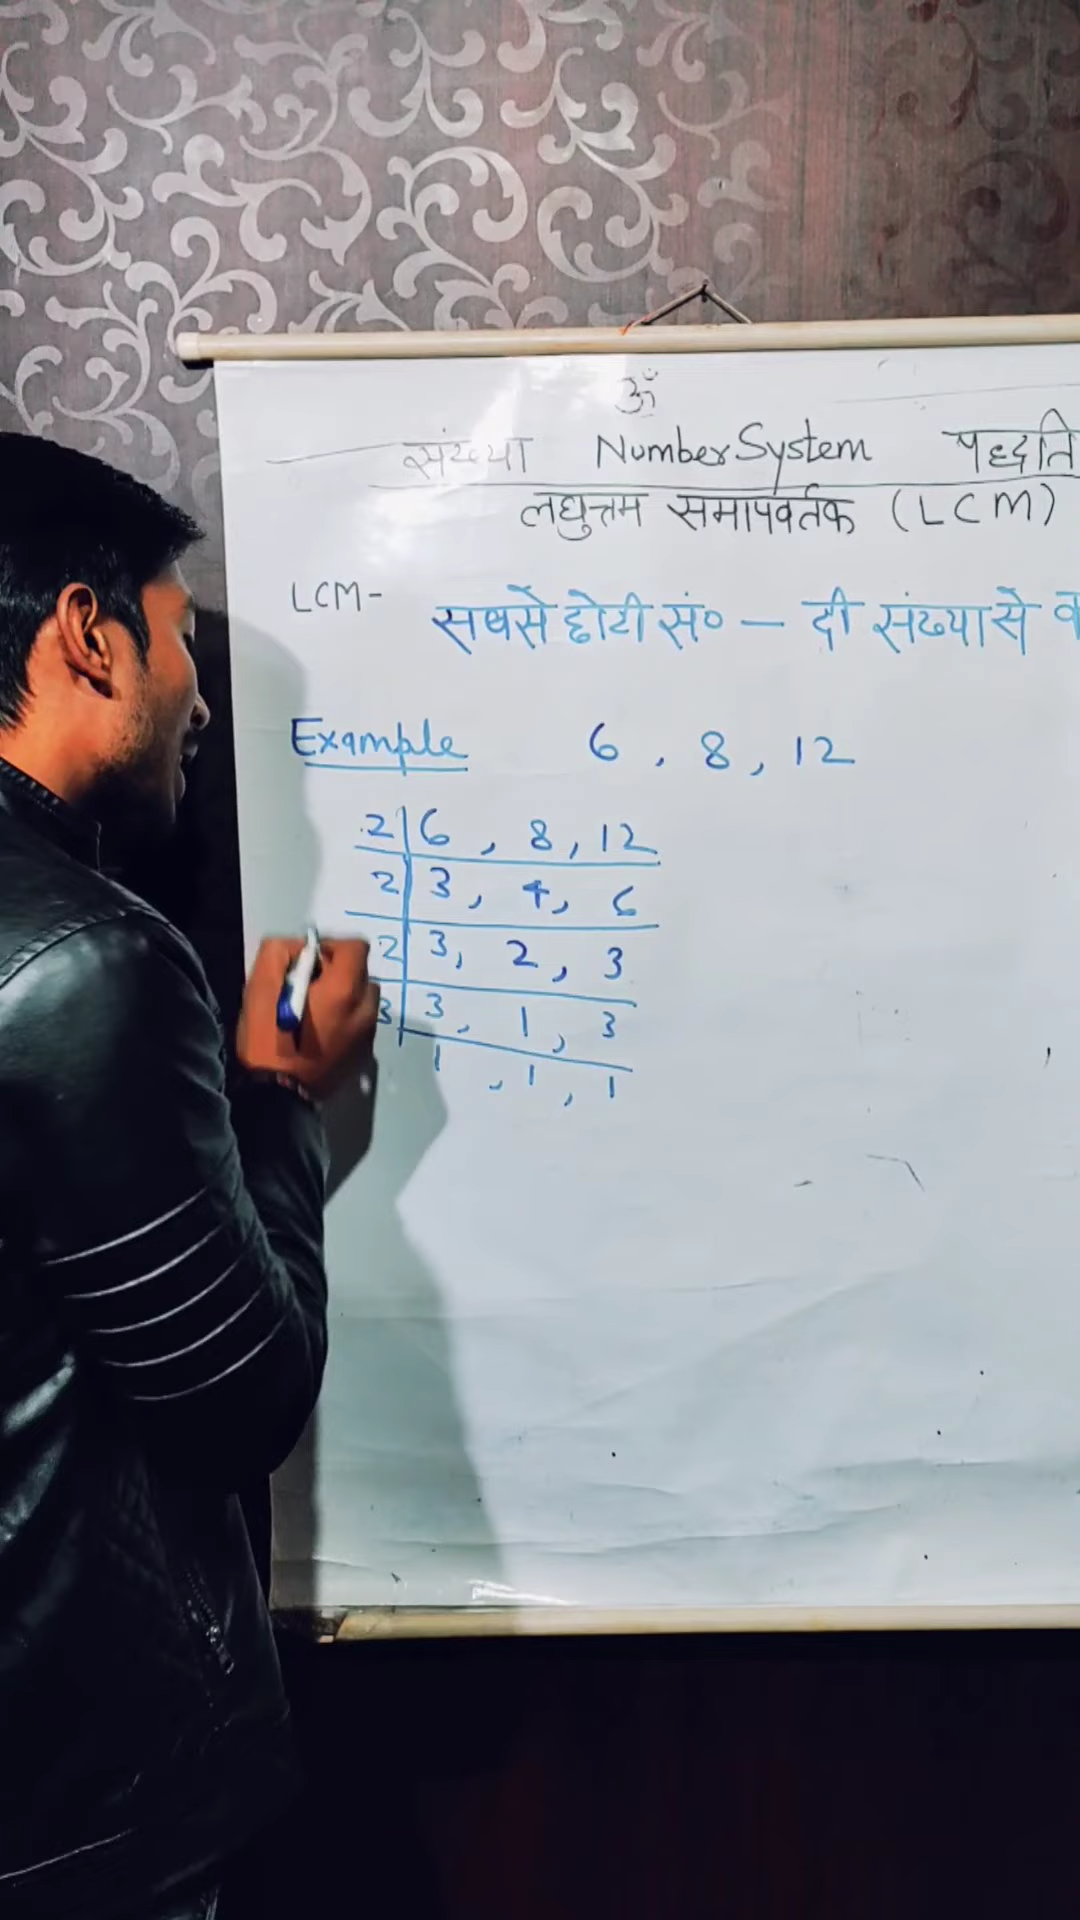 ॐ
संख्या Number System पद्धति
लघुत्तम समापवर्तक (LCM)
LCM-
सबसे छोटी सं० — दी संख्या से
Example 6, 8, 12
2|6, 8, 12
2|3, 4, 6
2|3, 2, 3
3|3, 1, 3
1, 1, 1